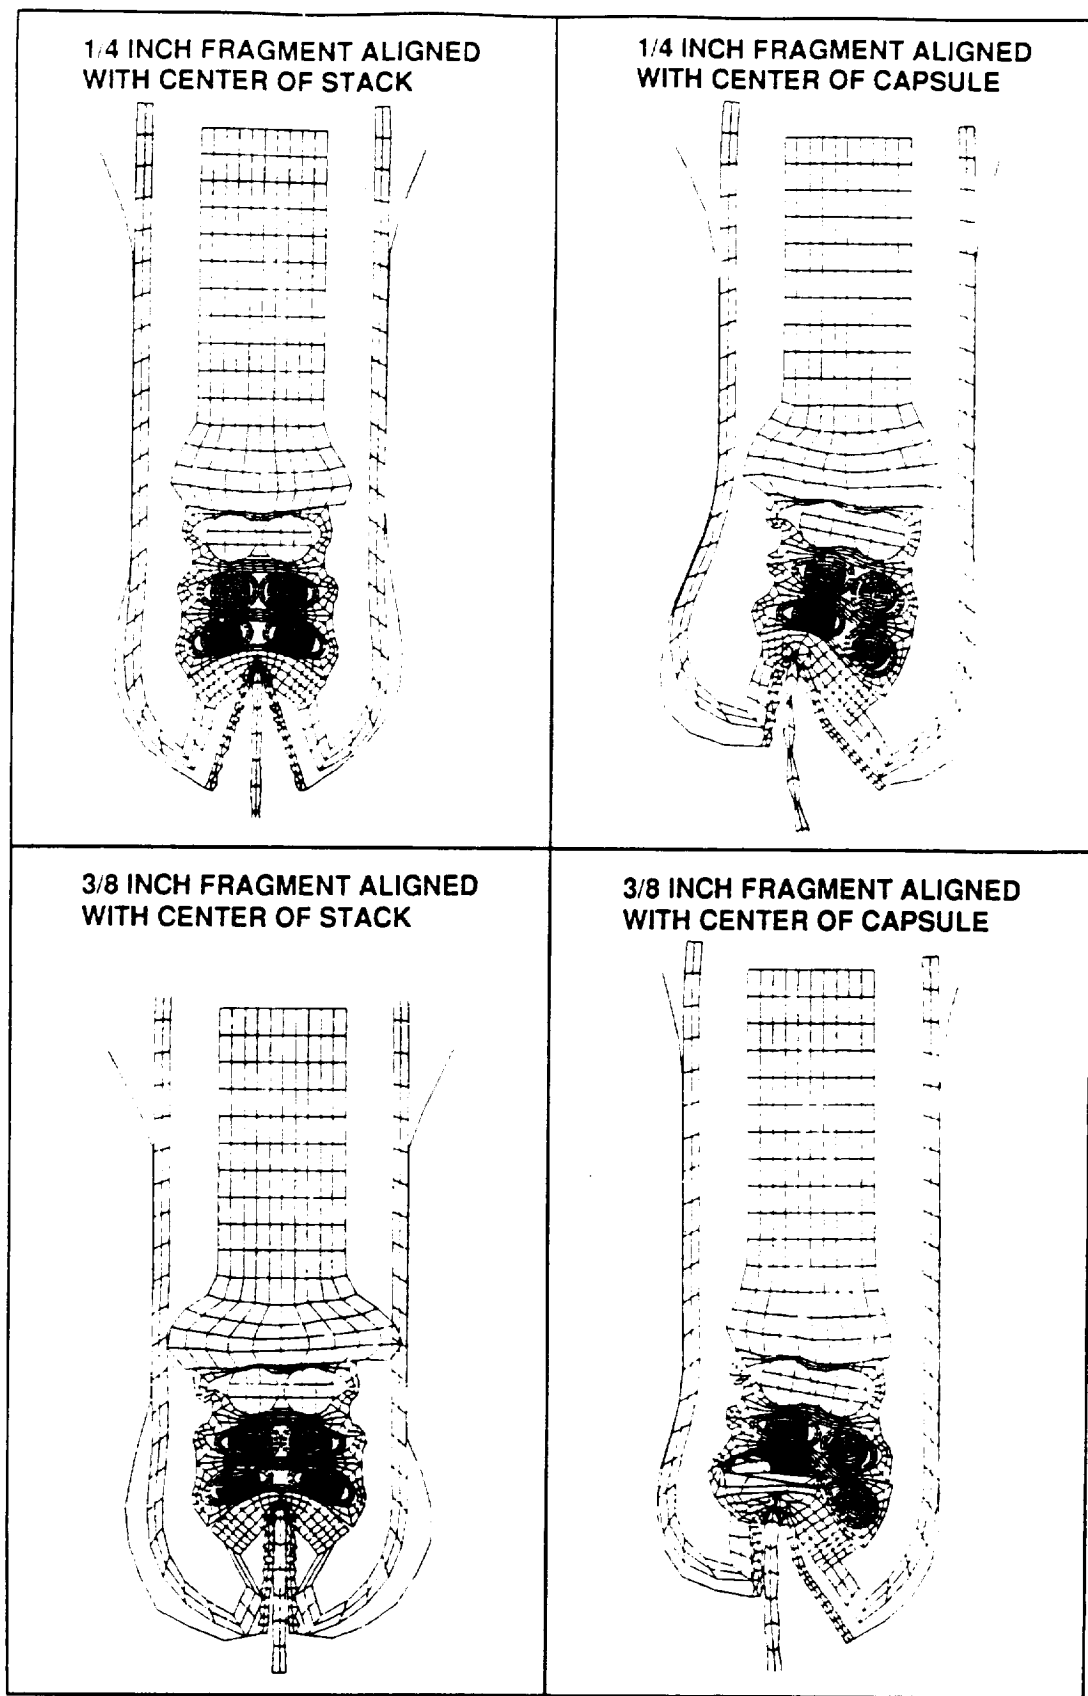 1/4 INCH FRAGMENT ALIGNED
WITH CENTER OF STACK
1/4 INCH FRAGMENT ALIGNED
WITH CENTER OF CAPSULE
3/8 INCH FRAGMENT ALIGNED
WITH CENTER OF STACK
3/8 INCH FRAGMENT ALIGNED
WITH CENTER OF CAPSULE